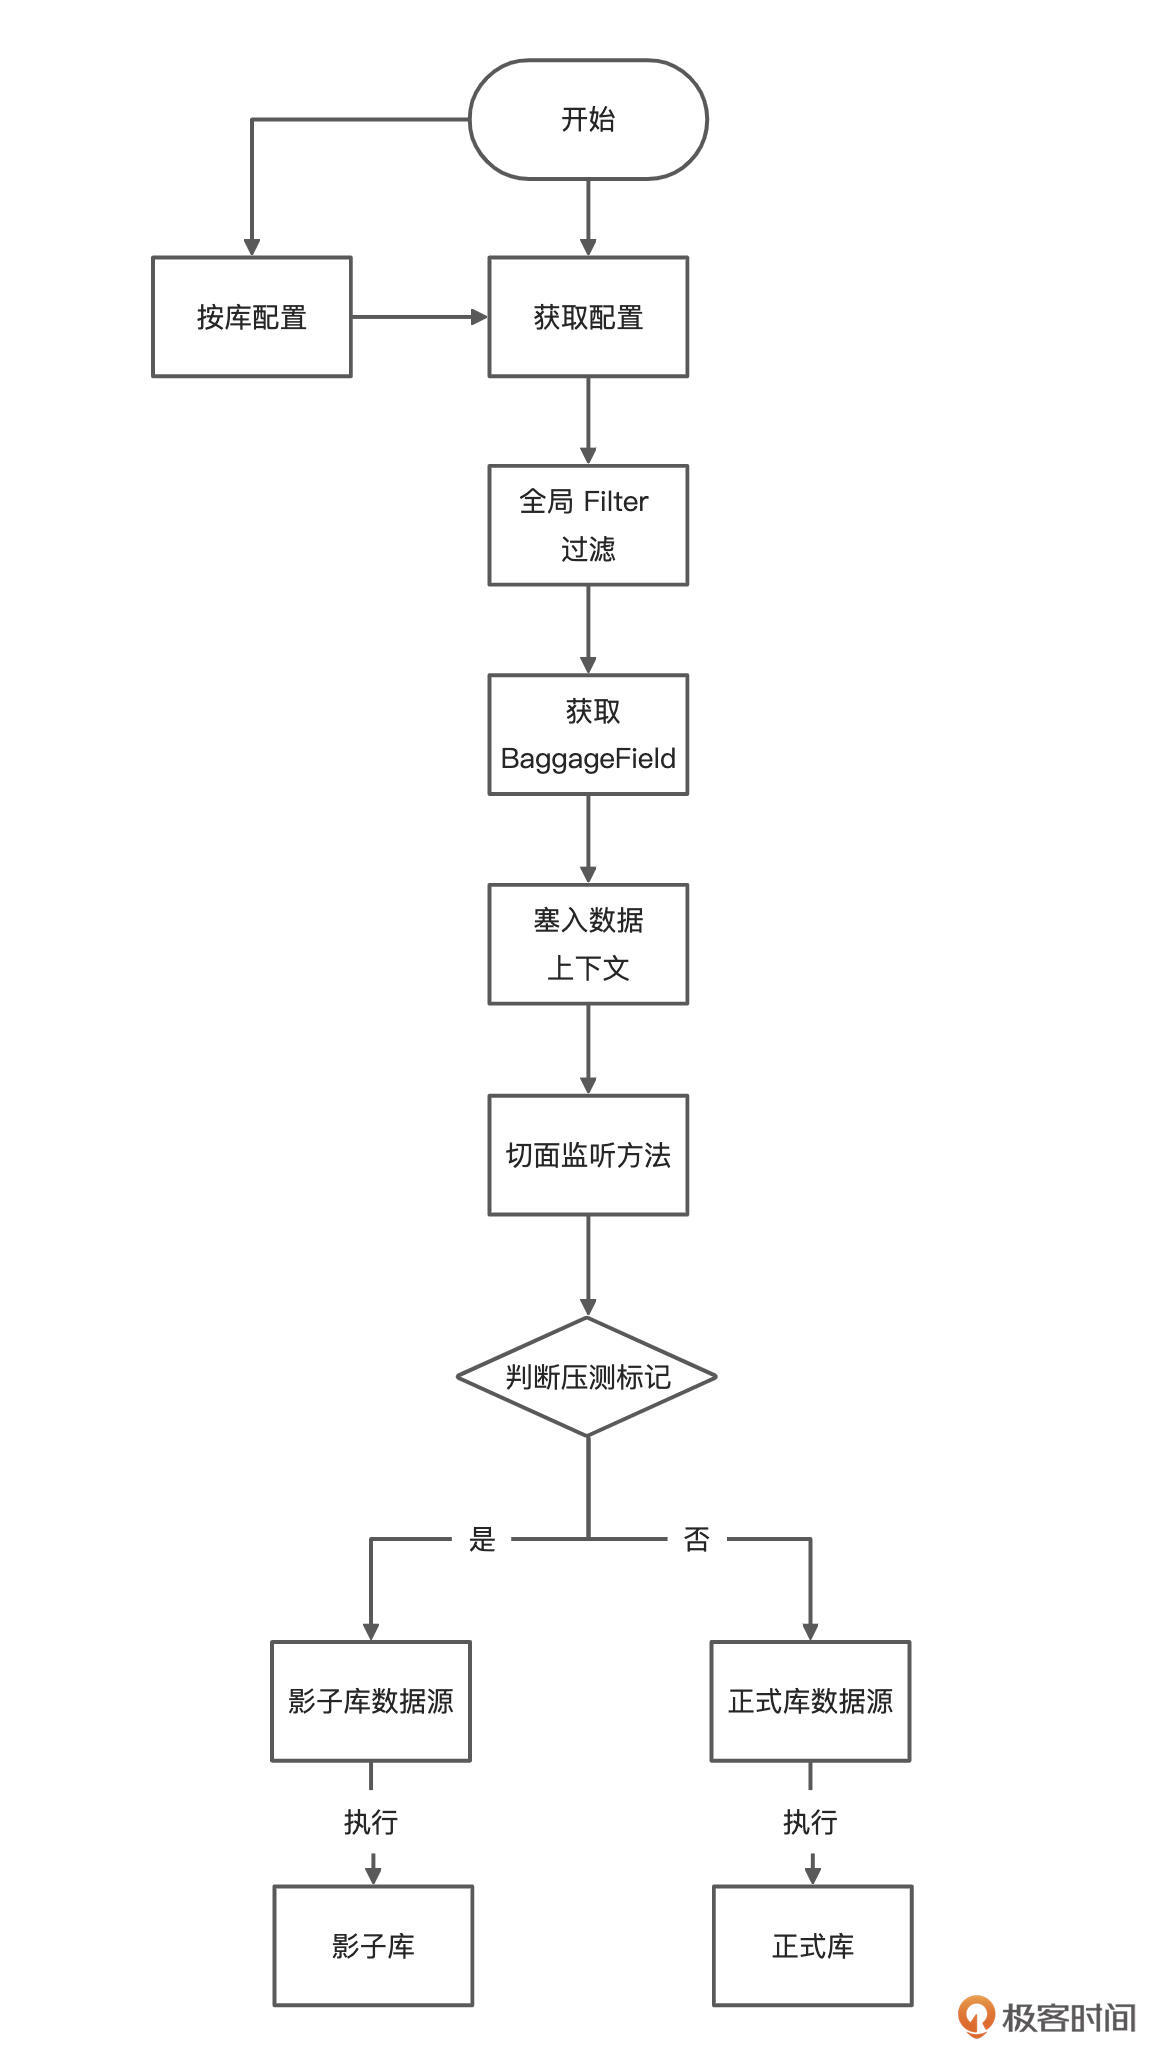 开始
按库配置
获取配置
全局 Filter
过滤
获取
BaggageField
塞入数据
上下文
切面监听方法
判断压测标记
是
否
影子库数据源
正式库数据源
执行
执行
影子库
正式库
极客时间